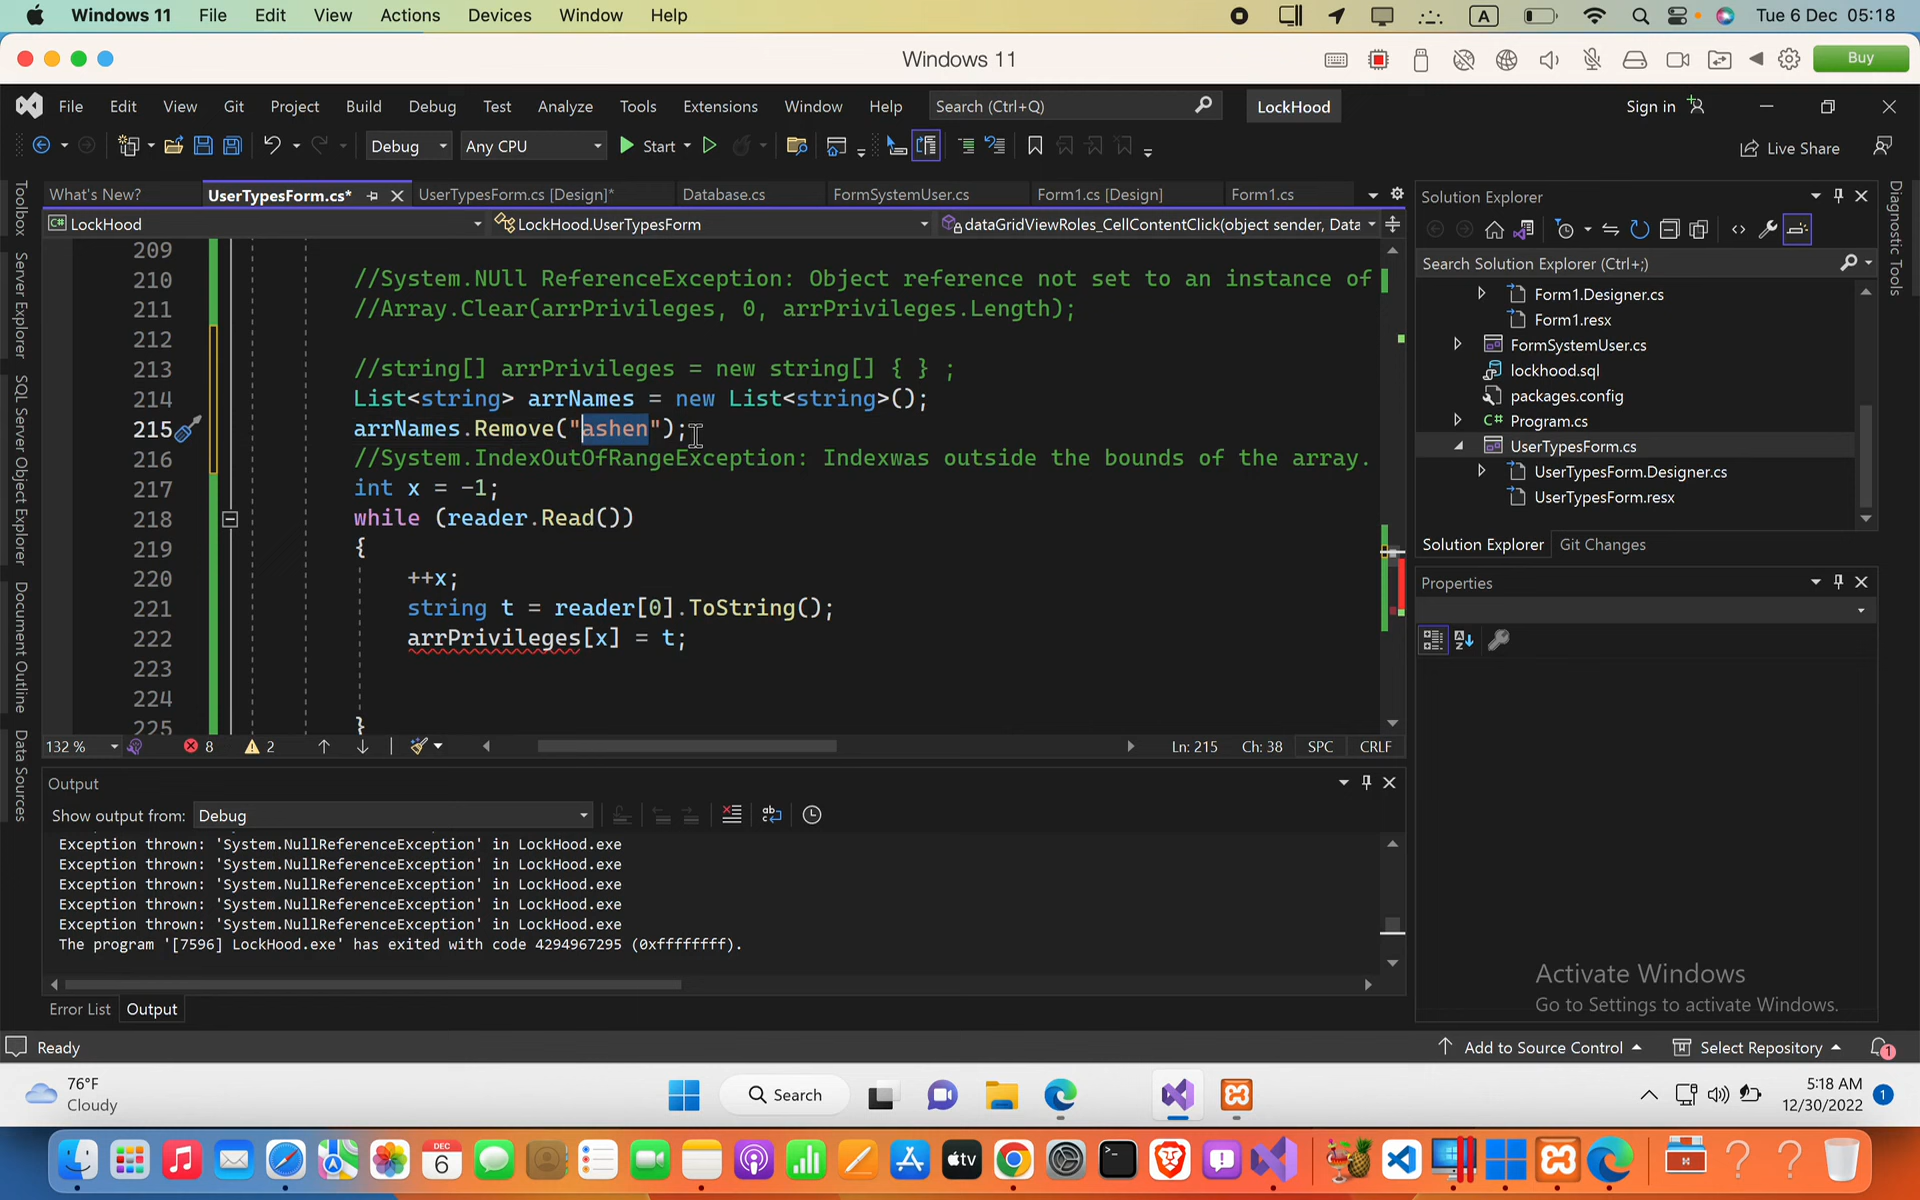 Windows 11 File Edit View Actions Devices Window Help A Tue 6 Dec 05:18
Windows 11 Buy
File Edit View Git Project Build Debug Test Analyze Tools Extensions Window Help Search (Ctrl+Q) LockHood Sign in
Debug Any CPU Start Live Share
What's New? UserTypesForm.cs* UserTypesForm.cs [Design]* Database.cs FormSystemUser.cs Form1.cs [Design] Form1.cs
C# LockHood LockHood.UserTypesForm dataGridViewRoles_CellContentClick(object sender, Data
209
210 //System.NUll ReferenceException: Object reference not set to an instance of
211 //Array.Clear(arrPrivileges, 0, arrPrivileges.Length);
212
213 //string[] arrPrivileges = new string[] { } ;
214 List<string> arrNames = new List<string>();
215 arrNames.Remove("ashen");
216 //System.IndexOutOfRangeException: Indexwas outside the bounds of the array.
217 int x = -1;
218 while (reader.Read())
219 {
220 ++x;
221 string t = reader[0].ToString();
222 arrPrivileges[x] = t;
223
224
225 }
132 % 8 2 Ln: 215 Ch: 38 SPC CRLF
Output
Show output from: Debug
Exception thrown: 'System.NullReferenceException' in LockHood.exe
Exception thrown: 'System.NullReferenceException' in LockHood.exe
Exception thrown: 'System.NullReferenceException' in LockHood.exe
Exception thrown: 'System.NullReferenceException' in LockHood.exe
Exception thrown: 'System.NullReferenceException' in LockHood.exe
The program '[7596] LockHood.exe' has exited with code 4294967295 (0xffffffff).
Error List Output
Toolbox
Server Explorer
SQL Server Object Explorer
Document Outline
Data Sources
Solution Explorer
Search Solution Explorer (Ctrl+;)
Form1.Designer.cs
Form1.resx
FormSystemUser.cs
lockhood.sql
packages.config
C# Program.cs
UserTypesForm.cs
UserTypesForm.Designer.cs
UserTypesForm.resx
Solution Explorer Git Changes
Properties
Diagnostic Tools
Activate Windows
Go to Settings to activate Windows.
Ready Add to Source Control Select Repository 1
76°F
Cloudy
Search
5:18 AM
12/30/2022 1
DEC
6
tv